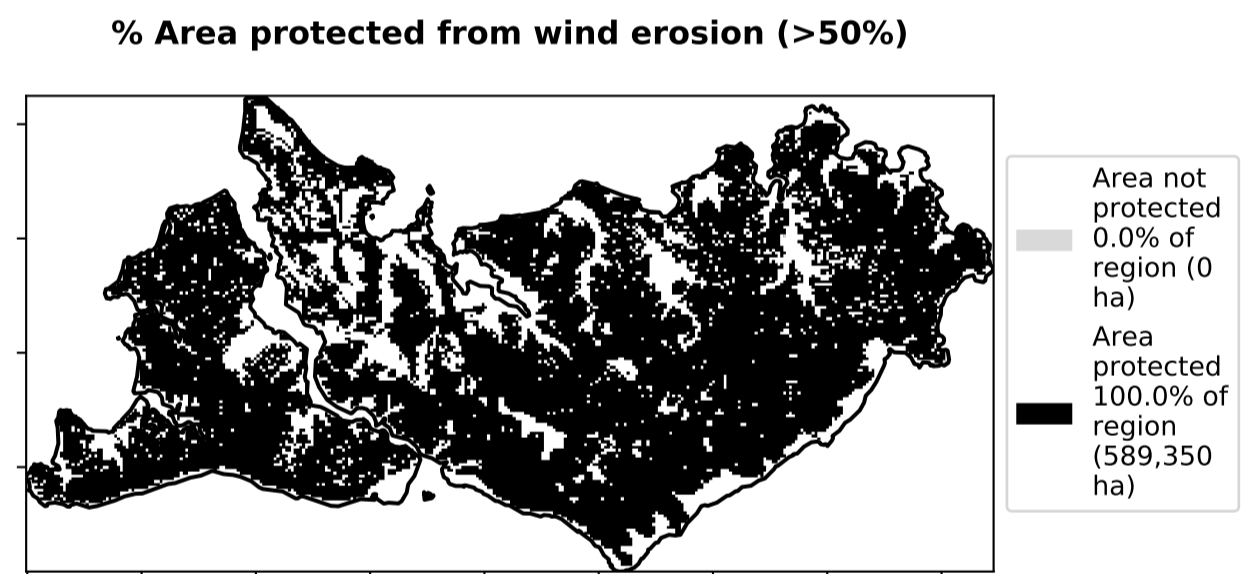 % Area protected from wind erosion (>50%)
Area not
protected
0.0% of
region (0
ha)
Area
protected
100.0% of
region
(589,350
ha)